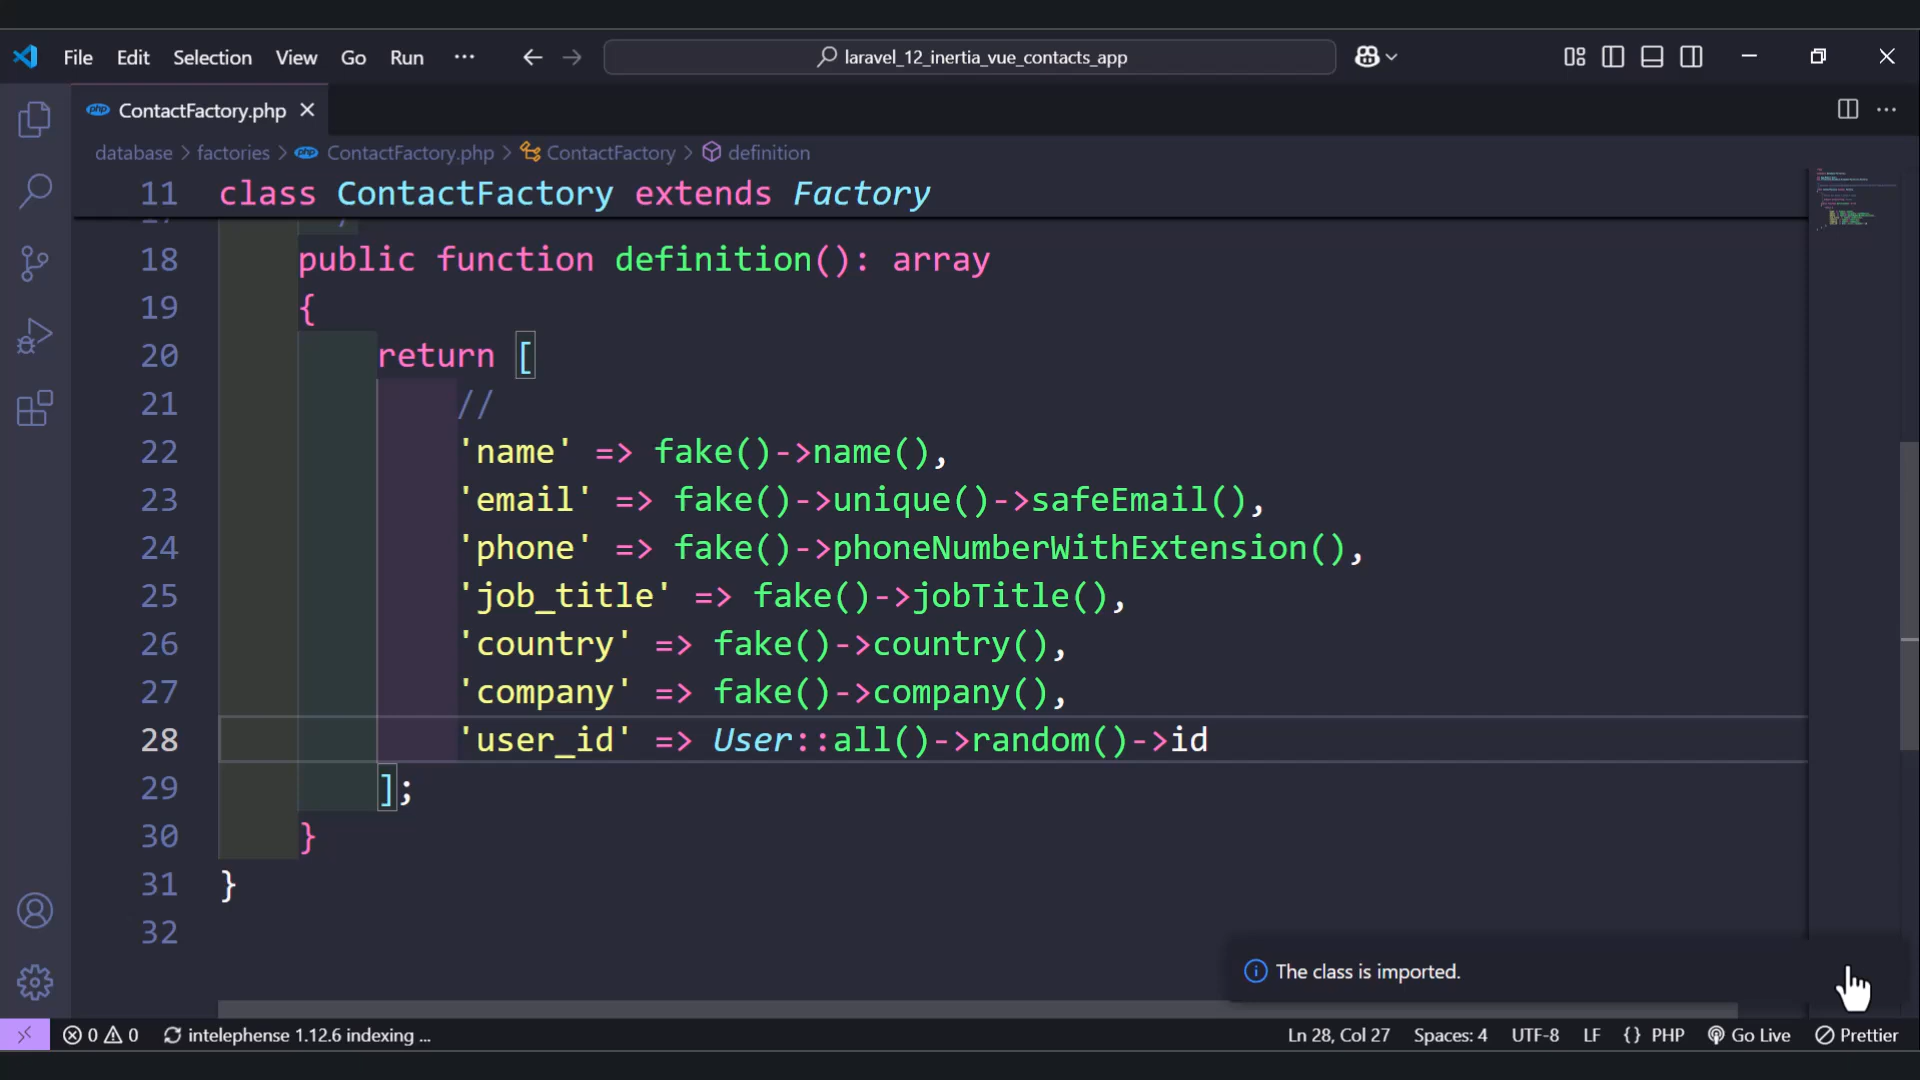 File Edit Selection View Go Run ··· laravel_12_inertia_vue_contacts_app
ContactFactory.php
database > factories > ContactFactory.php > ContactFactory > definition
11 class ContactFactory extends Factory
18 public function definition(): array
19 {
20 return [
21 //
22 'name' => fake()->name(),
23 'email' => fake()->unique()->safeEmail(),
24 'phone' => fake()->phoneNumberWithExtension(),
25 'job_title' => fake()->jobTitle(),
26 'country' => fake()->country(),
27 'company' => fake()->company(),
28 'user_id' => User::all()->random()->id
29 ];
30 }
31 }
32
The class is imported.
0 0 intelephense 1.12.6 indexing ... Ln 28, Col 27 Spaces: 4 UTF-8 LF {} PHP Go Live Prettier